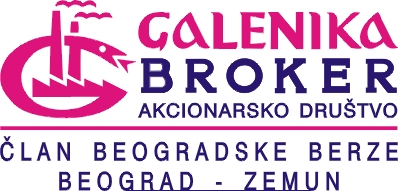 GALENIKA
BROKER
AKCIONARSKO DRUŠTVO
ČLAN BEOGRADSKE BERZE
BEOGRAD - ZEMUN